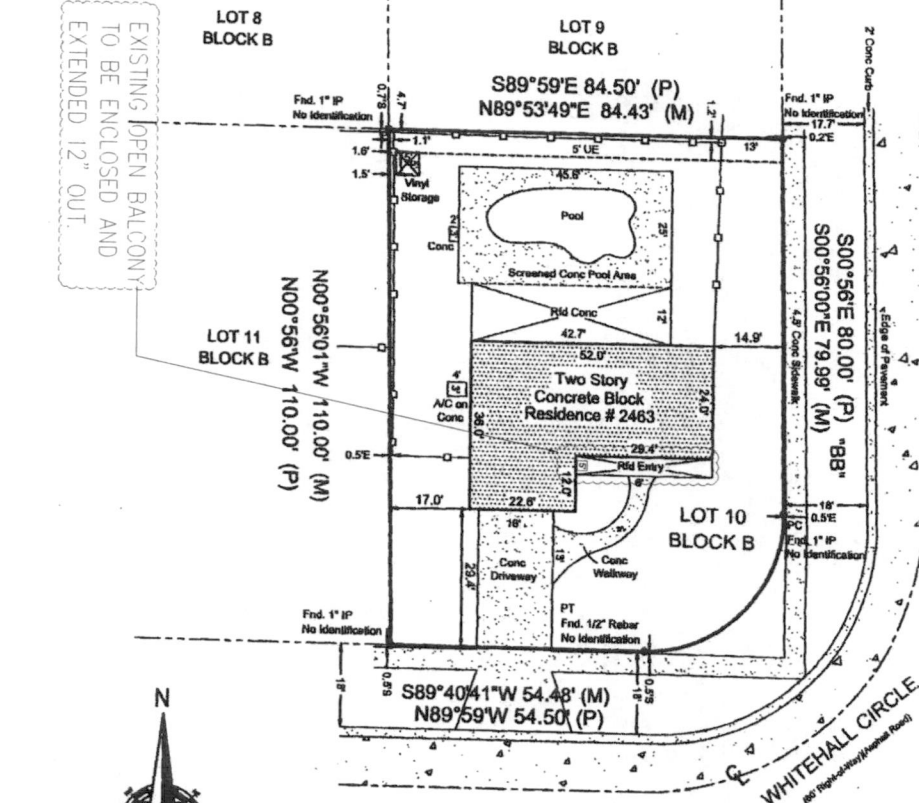 LOT 8
BLOCK B
LOT 9
BLOCK B
2' Conc Curb
EXISTING OPEN BALCONY
TO BE ENCLOSED AND
EXTENDED 12" OUT.
S89°59'E 84.50' (P)
N89°53'49"E 84.43' (M)
Fnd. 1" IP
No Identification
0.7'S
4.7'
1.2'
Fnd. 1" IP
No Identification
17.7'
0.2'E
1.1'
5' UE
13'
1.6'
1.5'
Vinyl
Storage
45.6'
Pool
25'
2'
Conc
Screened Conc Pool Area
S00°56'E 80.00' (P)
S00°56'00"E 79.99' (M)
"BB"
4.5' Conc Sidewalk
Edge of Pavement
N00°56'01"W 110.00' (M)
N00°56'W 110.00' (P)
Rfd Conc
12'
42.7'
14.9'
LOT 11
BLOCK B
52.0'
Two Story
Concrete Block
Residence # 2463
24.0'
4'
A/C on
Conc
36.0'
29.4'
Rfd Entry
5'
6'
0.5'E
12.0'
17.0'
22.6'
16'
LOT 10
BLOCK B
18'
0.5'E
PC
Fnd. 1" IP
No Identification
29.4'
Conc
Driveway
13'
Conc
Walkway
Fnd. 1" IP
No Identification
PT
Fnd. 1/2" Rebar
No Identification
18'
0.5'S
S89°40'41"W 54.48' (M)
N89°59'W 54.50' (P)
18'
0.5'S
N
WHITEHALL CIRCLE
Right-of-Way)(Asphalt Road)